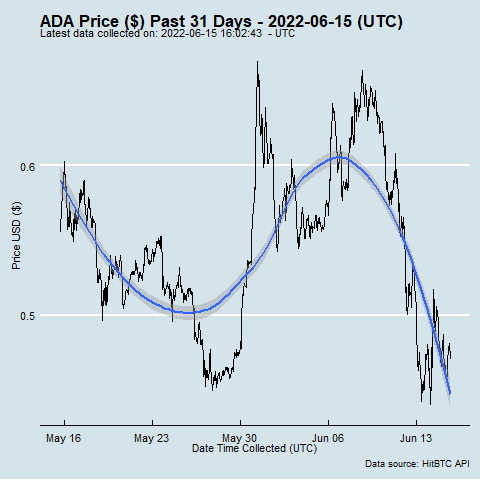 ADA Price ($) Past 31 Days - 2022-06-15 (UTC)
Latest data collected on: 2022-06-15 16:02:43 - UTC
Price USD ($)
0.6
0.5
May 16 May 23 May 30 Jun 06 Jun 13
Date Time Collected (UTC)
Data source: HitBTC API